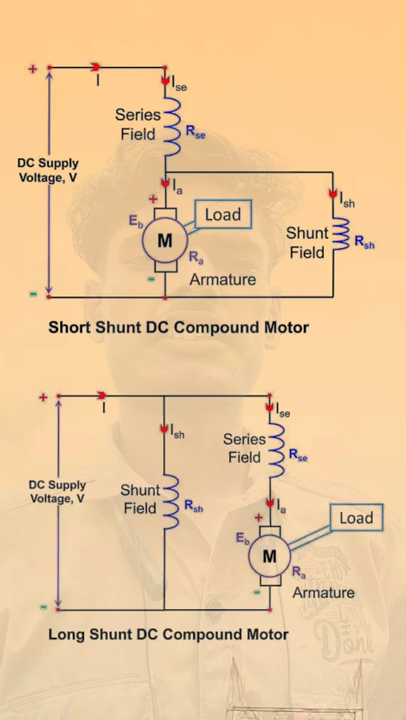 +
I
Ise
Series
Field
Rse
DC Supply
Voltage, V
Ia
+
Eb
Load
M
Ra
-
Armature
Ish
Shunt
Field
Rsh
-
Short Shunt DC Compound Motor
+
I
Ise
Ish
Series
Field
Rse
DC Supply
Voltage, V
Shunt
Field
Rsh
Ia
+
Load
Eb
M
Ra
-
Armature
-
Long Shunt DC Compound Motor
Done